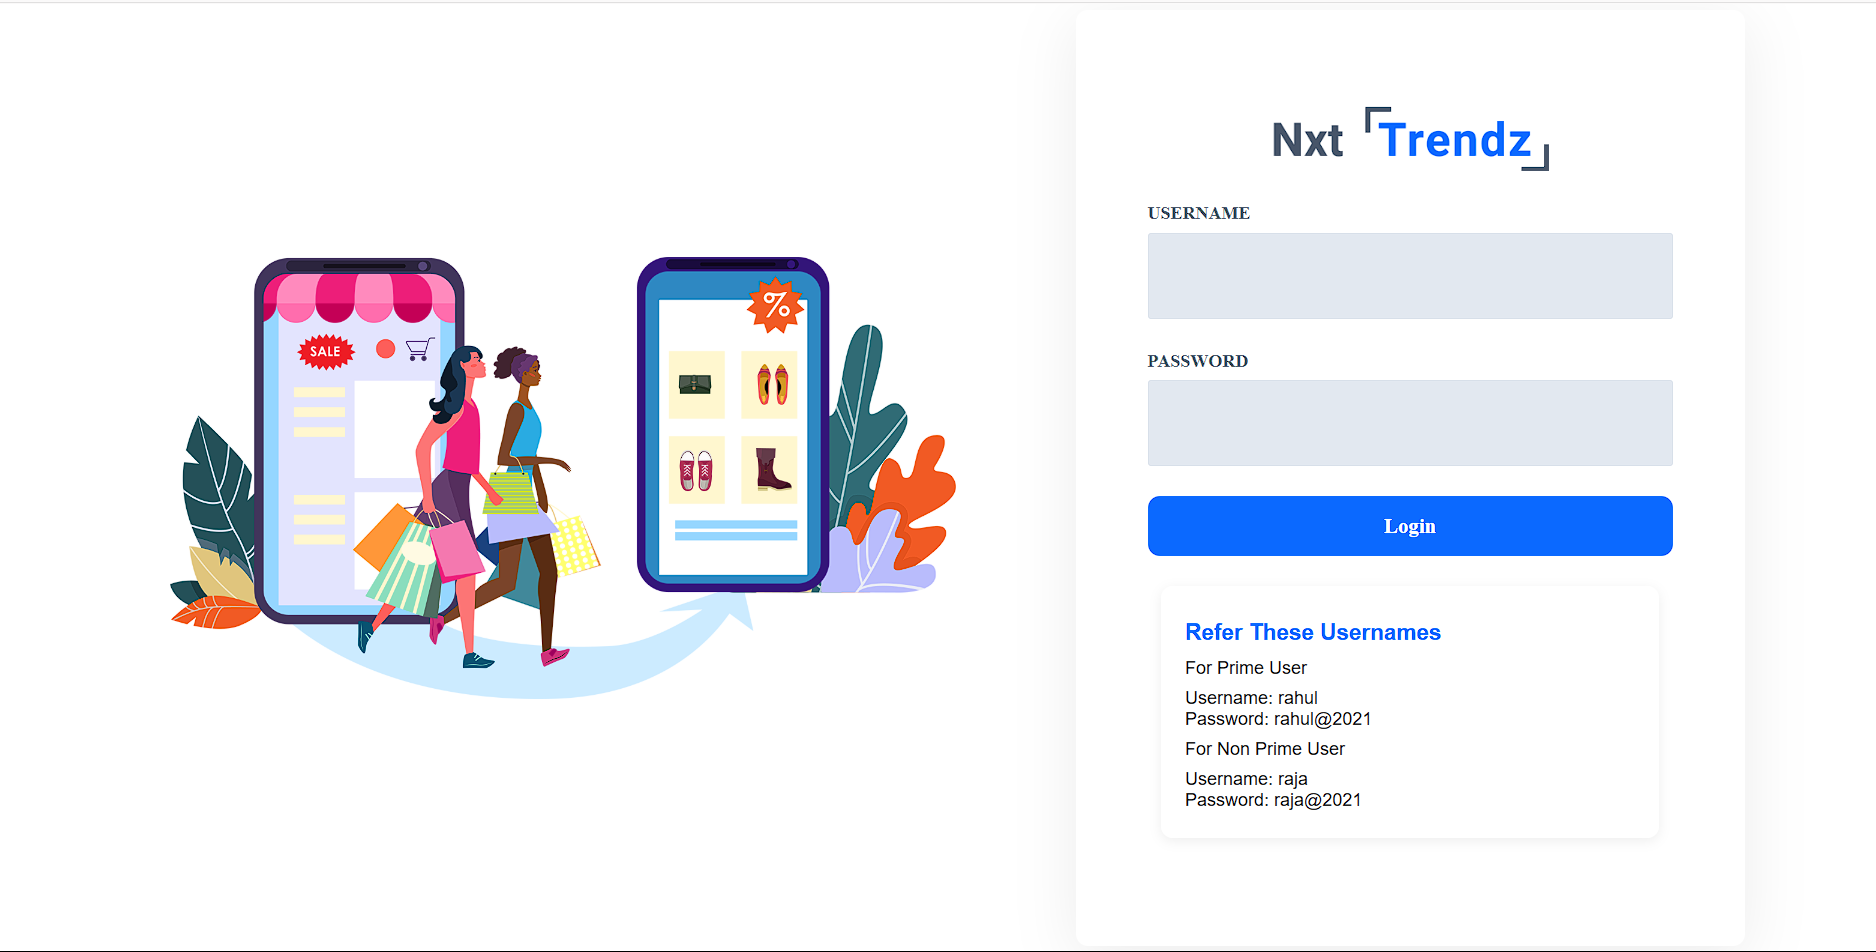 SALE
%
Nxt Trendz
USERNAME
PASSWORD
Login
Refer These Usernames
For Prime User
Username: rahul
Password: rahul@2021
For Non Prime User
Username: raja
Password: raja@2021